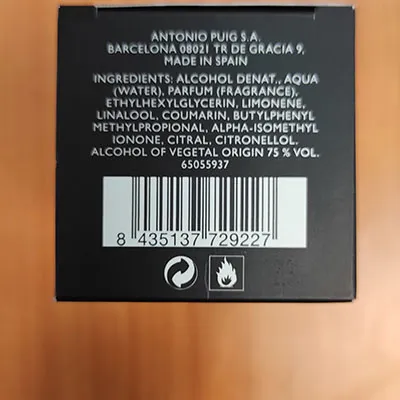 ANTONIO PUIG S.A.
BARCELONA 08021 TR DE GRACIA 9,
MADE IN SPAIN
INGREDIENTS: ALCOHOL DENAT., AQUA
(WATER), PARFUM (FRAGRANCE),
ETHYLHEXYLGLYCERIN, LIMONENE,
LINALOOL, COUMARIN, BUTYLPHENYL
METHYLPROPIONAL, ALPHA-ISOMETHYL
IONONE, CITRAL, CITRONELLOL.
ALCOHOL OF VEGETAL ORIGIN 75 % VOL.
65055937
8 435137 729227